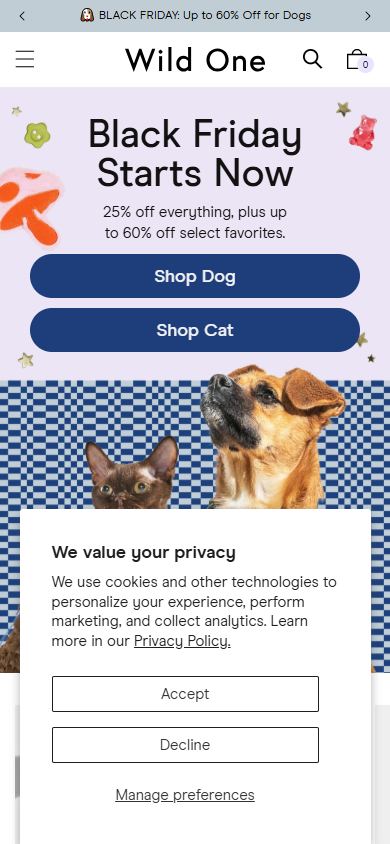 BLACK FRIDAY: Up to 60% Off for Dogs
Wild One
0
Black Friday
Starts Now
25% off everything, plus up
to 60% off select favorites.
Shop Dog
Shop Cat
We value your privacy
We use cookies and other technologies to
personalize your experience, perform
marketing, and collect analytics. Learn
more in our Privacy Policy.
Accept
Decline
Manage preferences